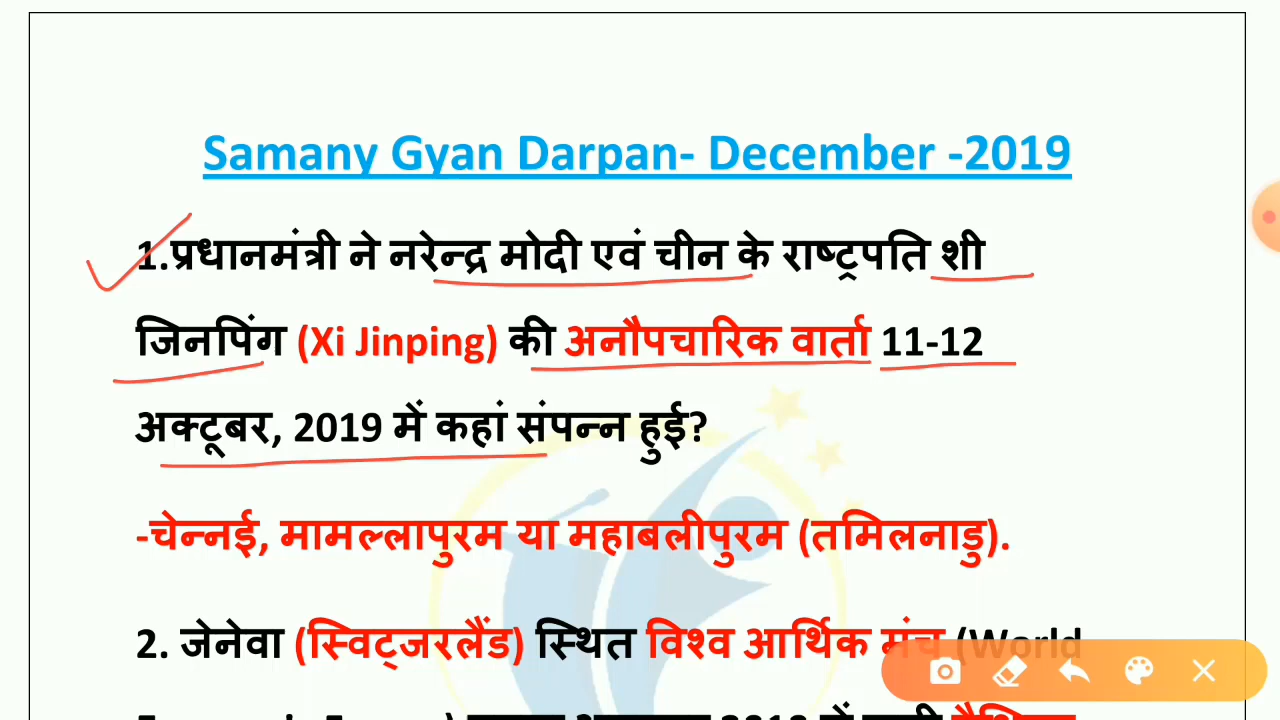 Samany Gyan Darpan- December -2019
1.प्रधानमंत्री ने नरेन्द्र मोदी एवं चीन के राष्ट्रपति शी
जिनपिंग (Xi Jinping) की अनौपचारिक वार्ता 11-12
अक्टूबर, 2019 में कहां संपन्न हुई?
-चेन्नई, मामल्लापुरम या महाबलीपुरम (तमिलनाडु).
2. जेनेवा (स्विट्जरलैंड) स्थित विश्व आर्थिक मंच (World